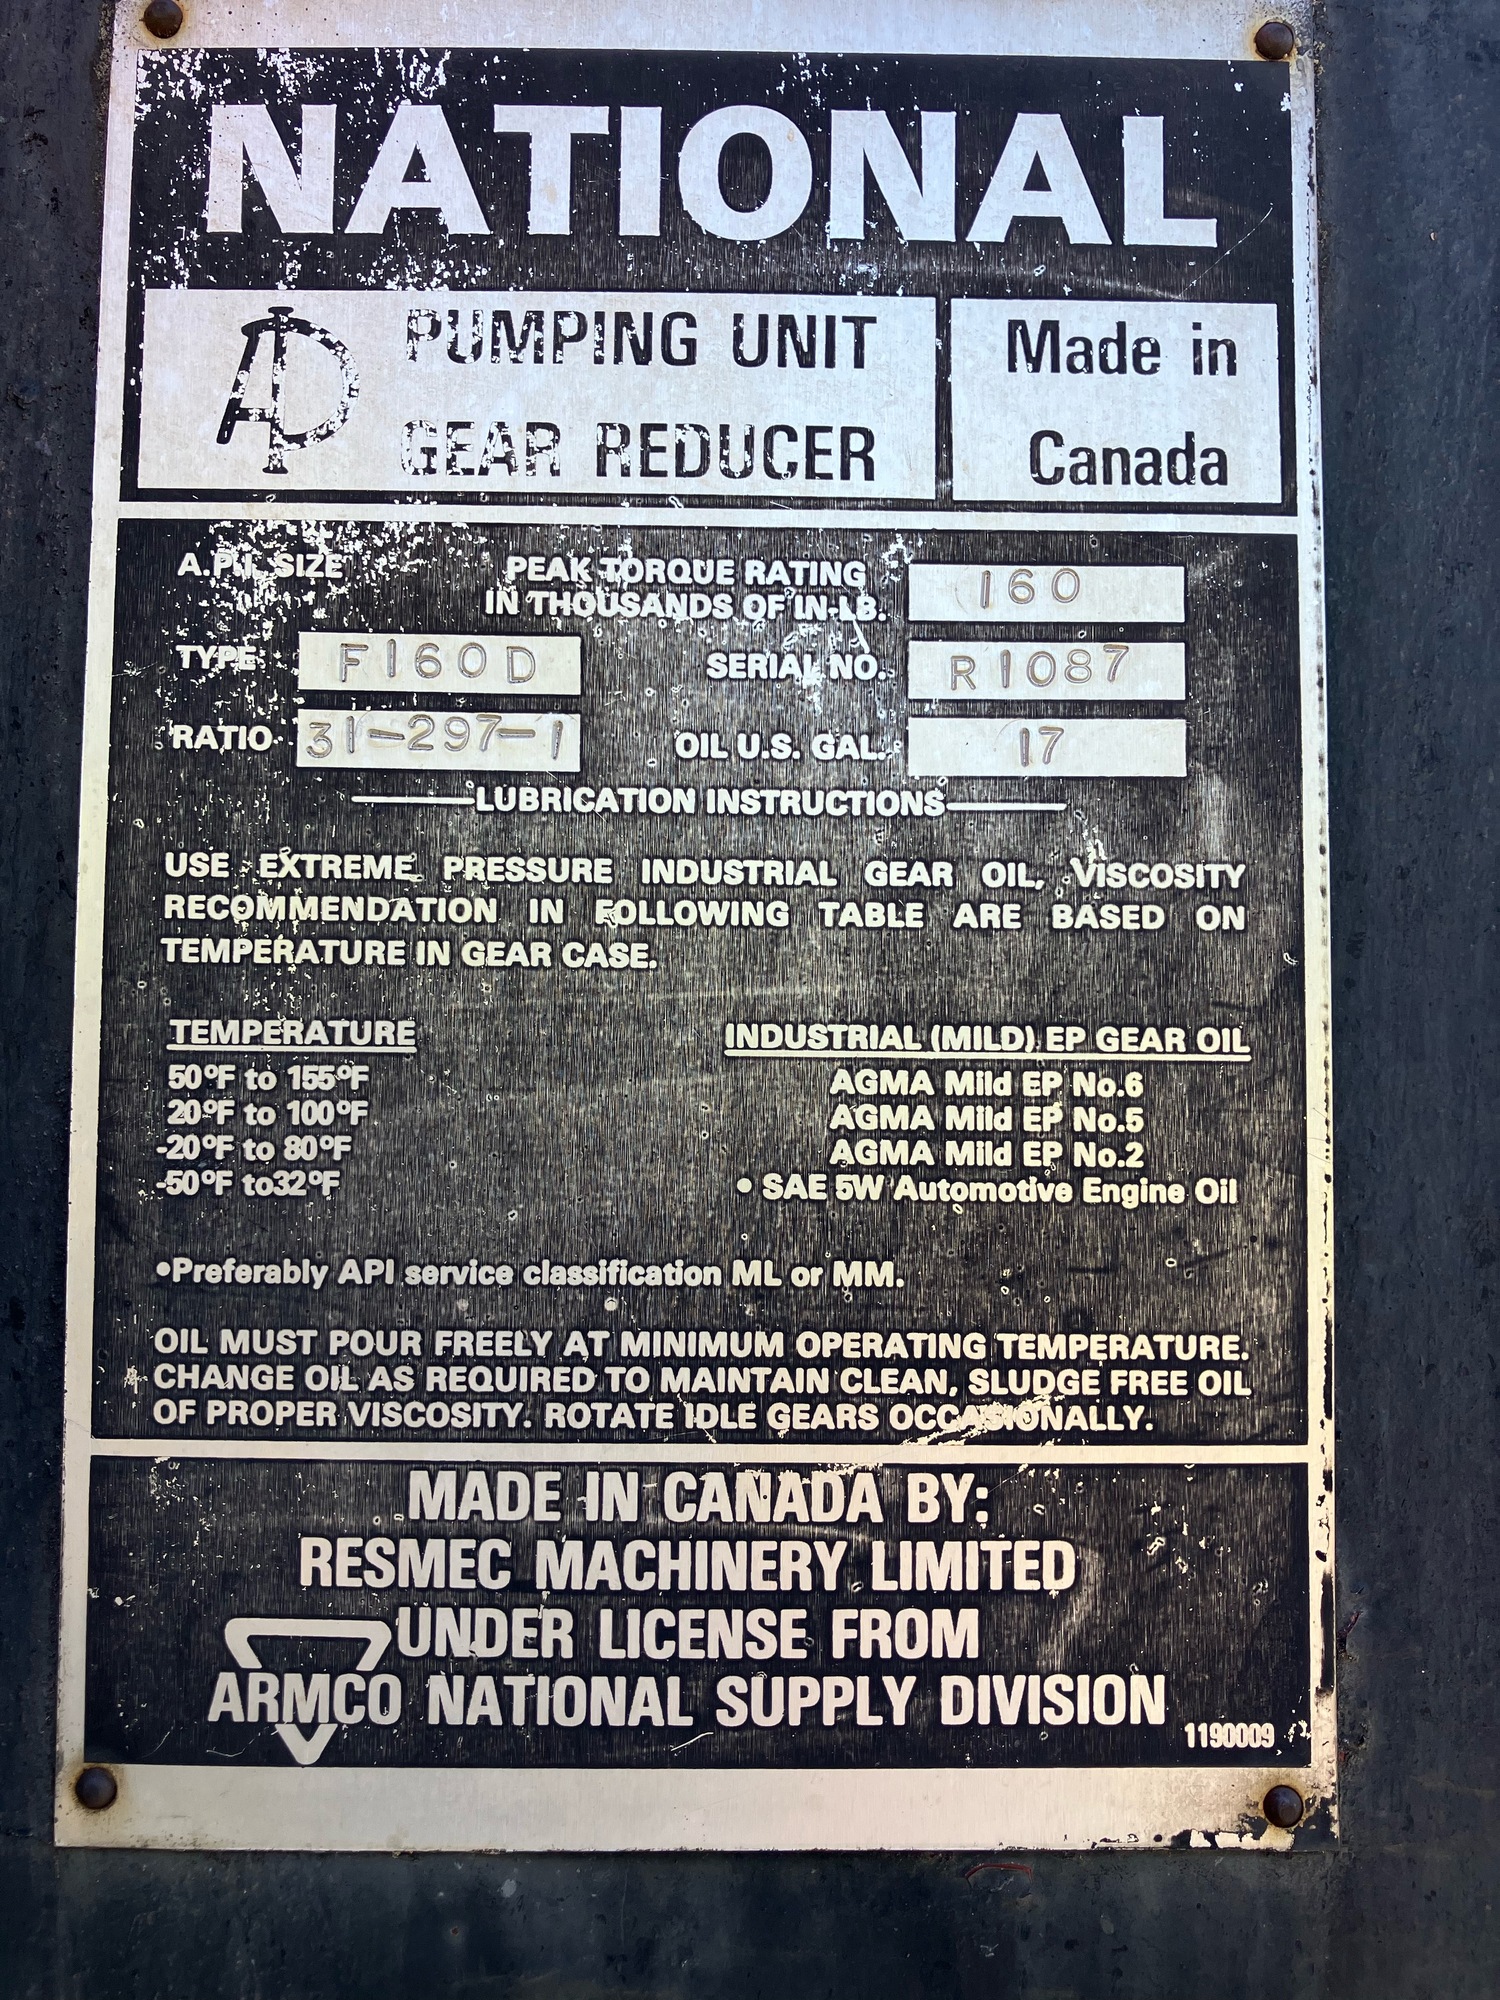 NATIONAL
API
PUMPING UNIT
GEAR REDUCER
Made in
Canada
A.P.I. SIZE
PEAK TORQUE RATING
IN THOUSANDS OF IN-LB.
160
TYPE
F160D
SERIAL NO.
R1087
RATIO
31-297-1
OIL U.S. GAL.
17
LUBRICATION INSTRUCTIONS
USE EXTREME PRESSURE INDUSTRIAL GEAR OIL, VISCOSITY
RECOMMENDATION IN FOLLOWING TABLE ARE BASED ON
TEMPERATURE IN GEAR CASE.
TEMPERATURE
INDUSTRIAL (MILD) EP GEAR OIL
50°F to 155°F
AGMA Mild EP No.6
20°F to 100°F
AGMA Mild EP No.5
-20°F to 80°F
AGMA Mild EP No.2
-50°F to32°F
• SAE 5W Automotive Engine Oil
•Preferably API service classification ML or MM.
OIL MUST POUR FREELY AT MINIMUM OPERATING TEMPERATURE.
CHANGE OIL AS REQUIRED TO MAINTAIN CLEAN, SLUDGE FREE OIL
OF PROPER VISCOSITY. ROTATE IDLE GEARS OCCASIONALLY.
MADE IN CANADA BY:
RESMEC MACHINERY LIMITED
UNDER LICENSE FROM
ARMCO NATIONAL SUPPLY DIVISION
1190009